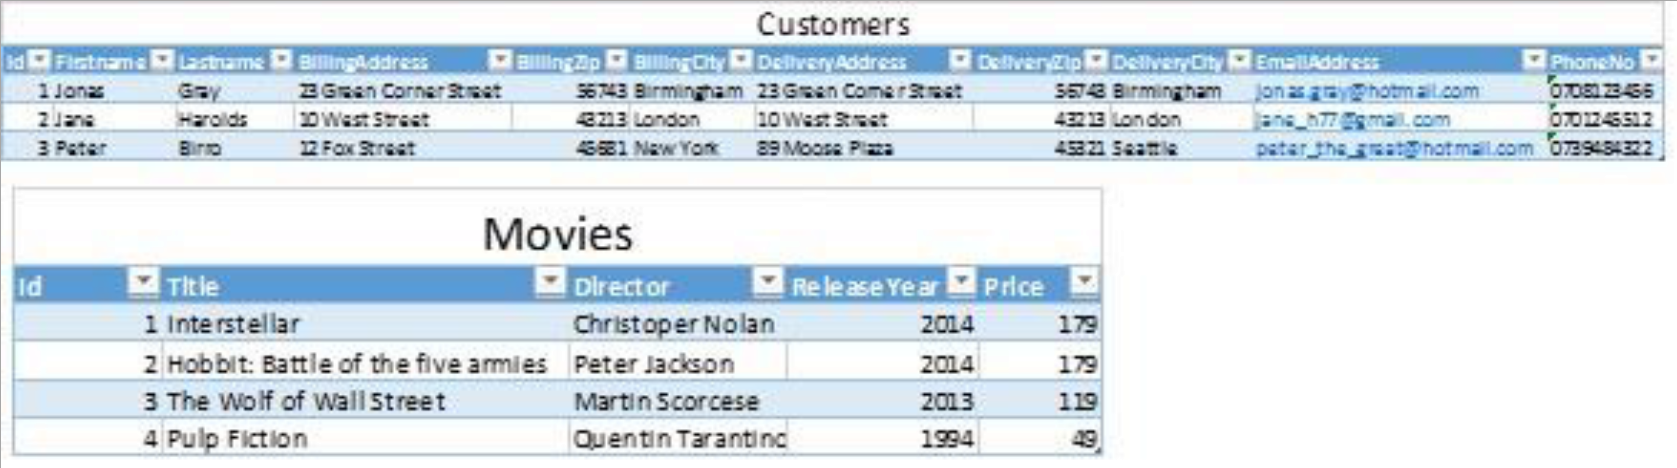 Customers
Id Firstname Lastname BillingAddress BillingZip BillingCity DeliveryAddress DeliveryZip DeliveryCity EmailAddress PhoneNo
1 Jonas Gray 23 Green Corner Street 56743 Birmingham 23 Green Corner Street 56743 Birmingham jonas.gray@hotmail.com 0708123456
2 Jane Harolds 10 West Street 43213 London 10 West Street 43213 London jane_h77@gmail.com 0701245512
3 Peter Birro 12 Fox Street 45681 New York 89 Moose Plaza 45321 Seattle peter_the_great@hotmail.com 0739484322
Movies
Id Title Director ReleaseYear Price
1 Interstellar Christoper Nolan 2014 179
2 Hobbit: Battle of the five armies Peter Jackson 2014 179
3 The Wolf of Wall Street Martin Scorcese 2013 119
4 Pulp Fiction Quentin Tarantino 1994 49